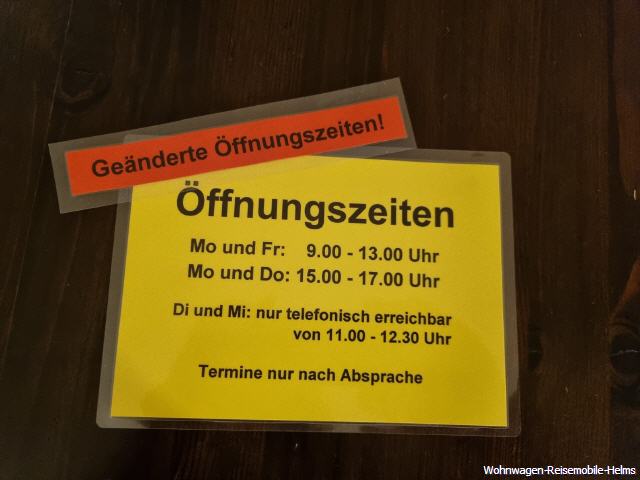 Geänderte Öffnungszeiten!
Öffnungszeiten
Mo und Fr: 9.00 - 13.00 Uhr
Mo und Do: 15.00 - 17.00 Uhr
Di und Mi: nur telefonisch erreichbar
von 11.00 - 12.30 Uhr
Termine nur nach Absprache
Wohnwagen-Reisemobile-Helms